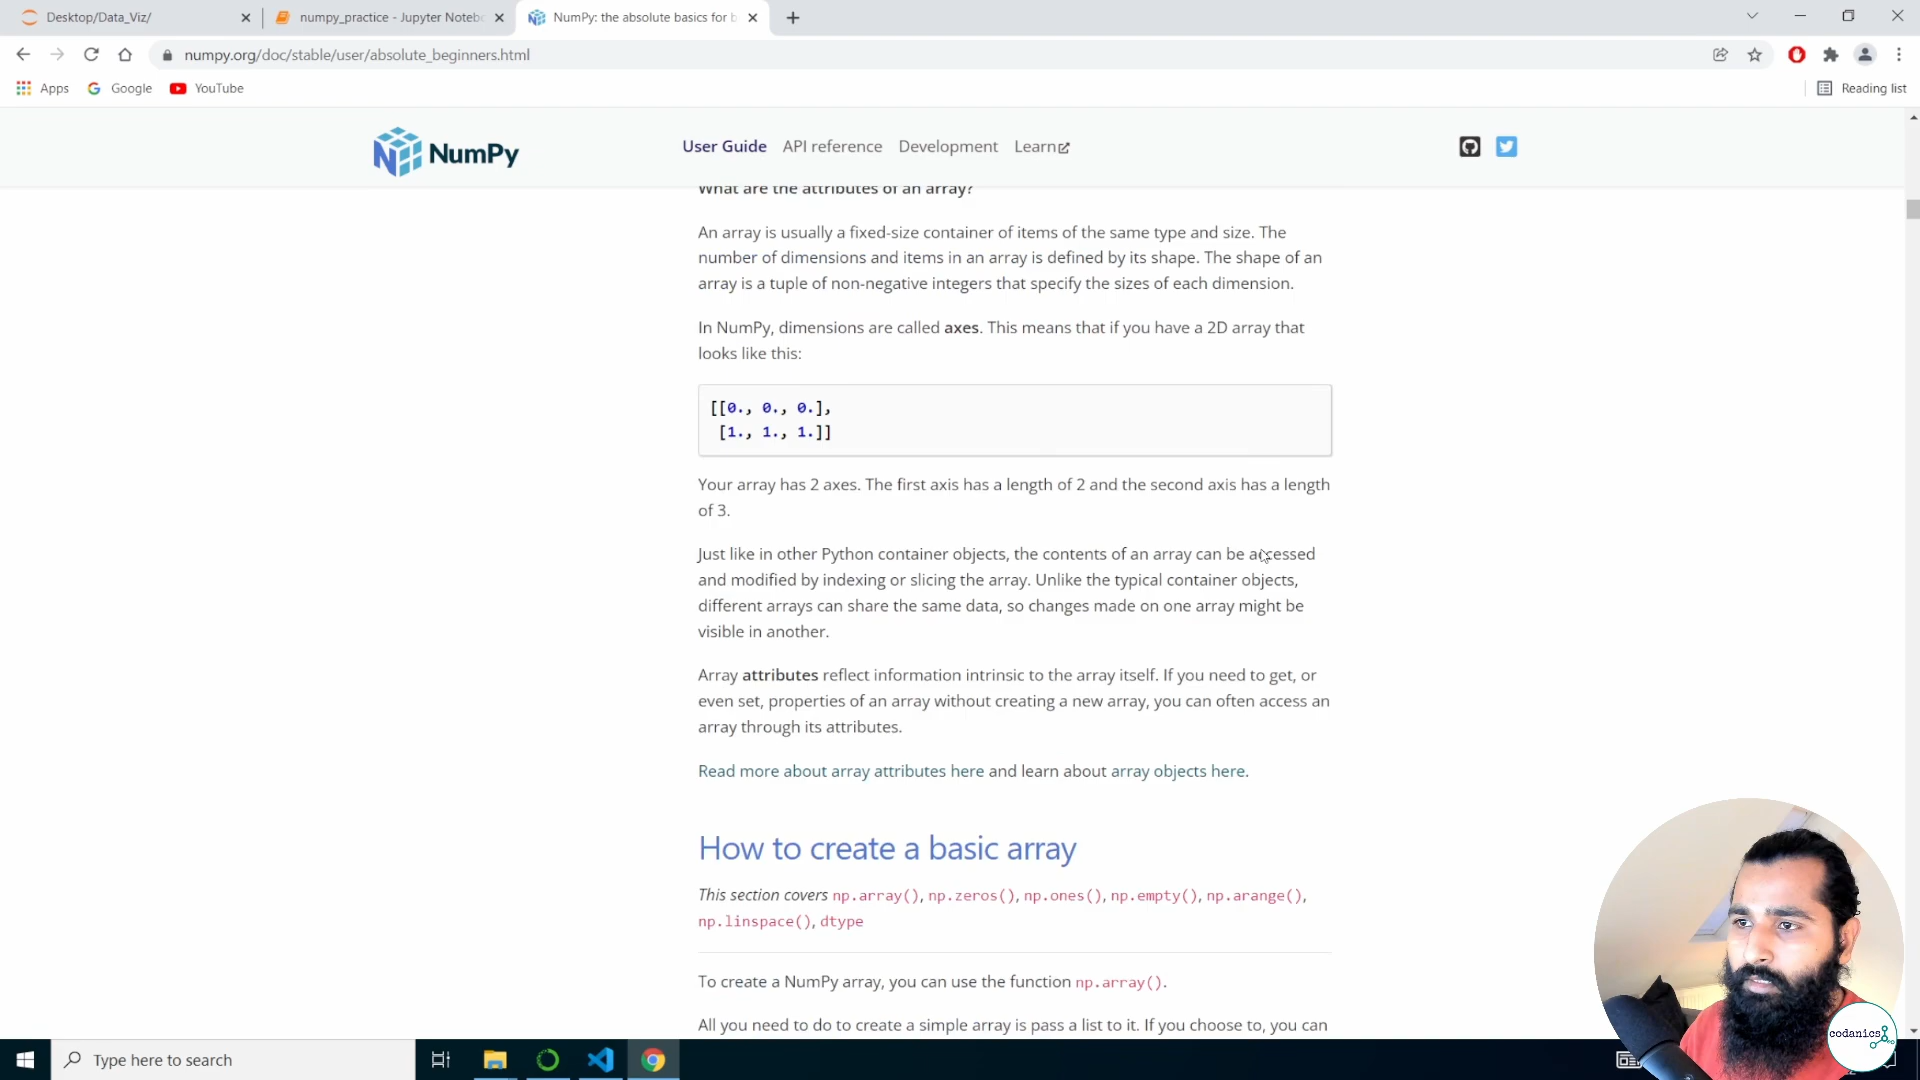 Desktop/Data_Viz/
numpy_practice - Jupyter Noteb
NumPy: the absolute basics for b
numpy.org/doc/stable/user/absolute_beginners.html
Apps
Google
YouTube
Reading list
NumPy
User Guide
API reference
Development
Learn
What are the attributes of an array?
An array is usually a fixed-size container of items of the same type and size. The
number of dimensions and items in an array is defined by its shape. The shape of an
array is a tuple of non-negative integers that specify the sizes of each dimension.
In NumPy, dimensions are called axes. This means that if you have a 2D array that
looks like this:
[[0., 0., 0.],
[1., 1., 1.]]
Your array has 2 axes. The first axis has a length of 2 and the second axis has a length
of 3.
Just like in other Python container objects, the contents of an array can be accessed
and modified by indexing or slicing the array. Unlike the typical container objects,
different arrays can share the same data, so changes made on one array might be
visible in another.
Array attributes reflect information intrinsic to the array itself. If you need to get, or
even set, properties of an array without creating a new array, you can often access an
array through its attributes.
Read more about array attributes here and learn about array objects here.
How to create a basic array
This section covers np.array(), np.zeros(), np.ones(), np.empty(), np.arange(),
np.linspace(), dtype
To create a NumPy array, you can use the function np.array().
All you need to do to create a simple array is pass a list to it. If you choose to, you can
Type here to search
codanics